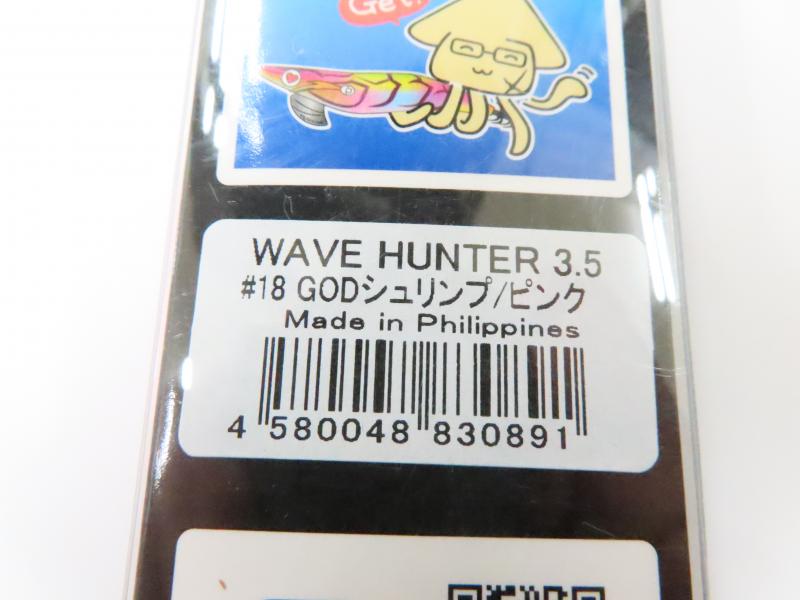 Get!
WAVE HUNTER 3.5
#18 GODシュリンプ/ピンク
Made in Philippines
4 580048 830891